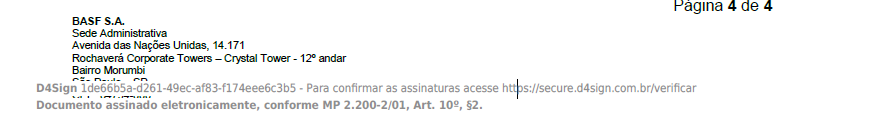 Página 4 de 4
BASF S.A.
Sede Administrativa
Avenida das Nações Unidas, 14.171
Rochaverá Corporate Towers – Crystal Tower - 12º andar
Bairro Morumbi
D4Sign 1de66b5a-d261-49ec-af83-f174eee6c3b5 - Para confirmar as assinaturas acesse https://secure.d4sign.com.br/verificar
Documento assinado eletronicamente, conforme MP 2.200-2/01, Art. 10º, §2.